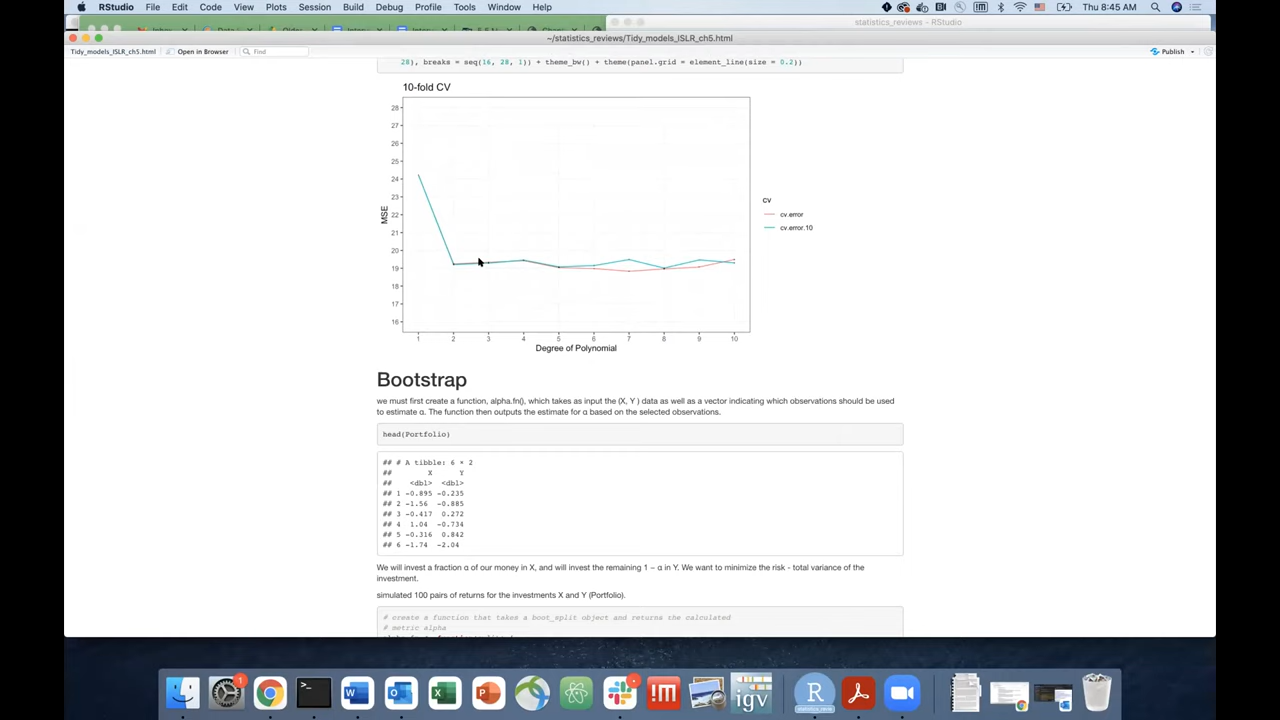 RStudio File Edit Code View Plots Session Build Debug Profile Tools Window Help
Thu 8:45 AM
statistics_reviews - RStudio
~/statistics_reviews/Tidy_models_ISLR_ch5.html
Tidy_models_ISLR_ch5.html Open in Browser Find Publish
28), breaks = seq(16, 28, 1)) + theme_bw() + theme(panel.grid = element_line(size = 0.2))
10-fold CV
28
27
26
25
24
23
22
21
20
19
18
17
16
MSE
1 2 3 4 5 6 7 8 9 10
Degree of Polynomial
CV
cv.error
cv.error.10
Bootstrap
we must first create a function, alpha.fn(), which takes as input the (X, Y ) data as well as a vector indicating which observations should be used
to estimate α. The function then outputs the estimate for α based on the selected observations.
head(Portfolio)
## # A tibble: 6 × 2
## X Y
## <dbl> <dbl>
## 1 -0.895 -0.235
## 2 -1.56 -0.885
## 3 -0.417 0.272
## 4 1.04 -0.734
## 5 -0.316 0.842
## 6 -1.74 -2.04
We will invest a fraction α of our money in X, and will invest the remaining 1 − α in Y. We want to minimize the risk - total variance of the
investment.
simulated 100 pairs of returns for the investments X and Y (Portfolio).
# create a function that takes a boot_split object and returns the calculated
# metric alpha